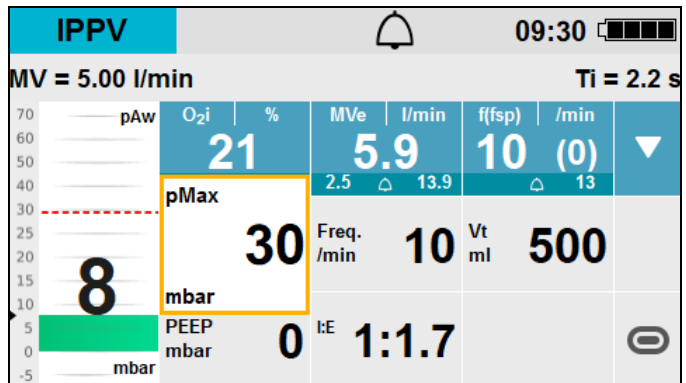 IPPV 09:30
MV = 5.00 l/min Ti = 2.2 s
70 pAw O₂i % MVe l/min f(fsp) /min
60
50 21 5.9 10 (0)
40 2.5 13.9 13
30 pMax
25 30 Freq. /min 10 Vt ml 500
20
15 8
10 mbar
5 PEEP mbar 0 I:E 1:1.7
0
-5 mbar